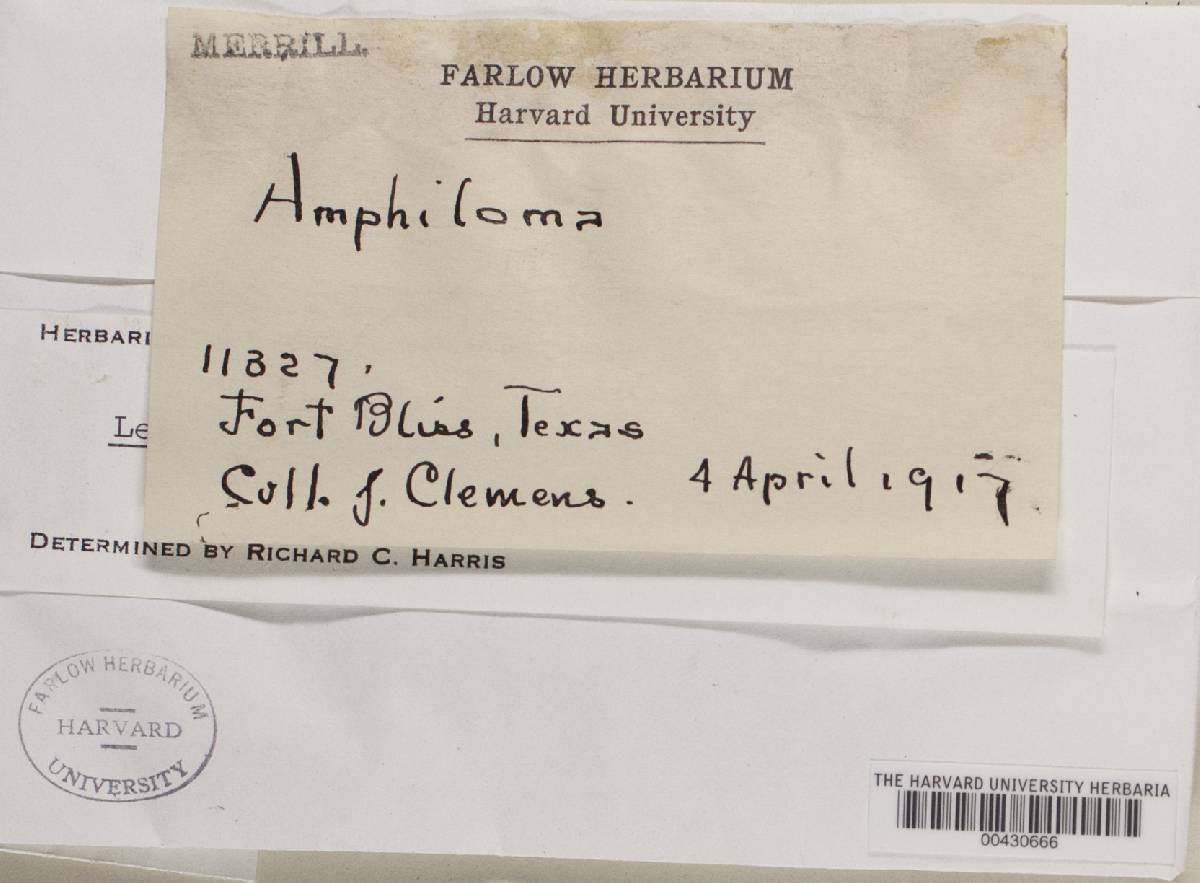 MERRILL.
FARLOW HERBARIUM
Harvard University
Amphiloma
HERBARI
11327.
Le
Fort Bliss, Texas
Coll. J. Clemens. 4 April 1917
DETERMINED BY RICHARD C. HARRIS
FARLOW HERBARIUM
HARVARD
UNIVERSITY
THE HARVARD UNIVERSITY HERBARIA
00430666